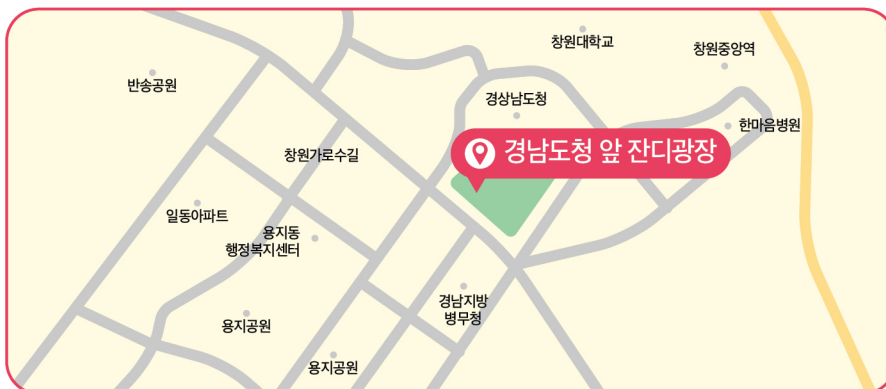 창원대학교
창원중앙역
반송공원
경상남도청
한마음병원
경남도청 앞 잔디광장
창원가로수길
일동아파트
용지동
행정복지센터
경남지방
병무청
용지공원
용지공원